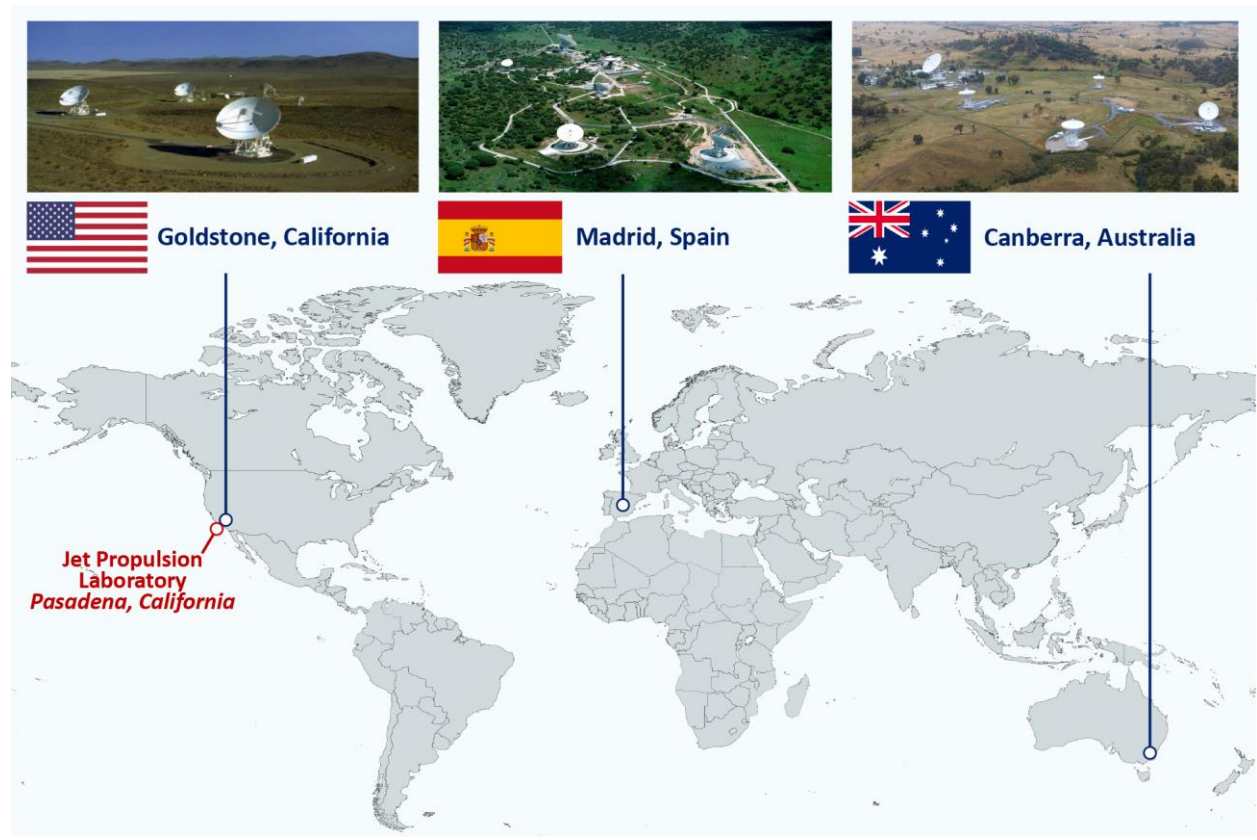 Goldstone, California
Madrid, Spain
Canberra, Australia
Jet Propulsion
Laboratory
Pasadena, California